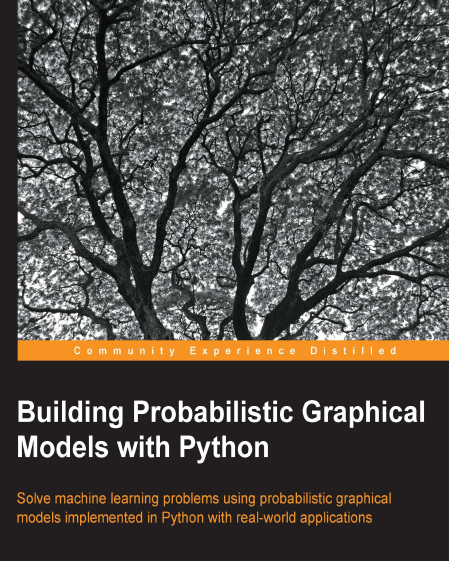 Community Experience Distilled
Building Probabilistic Graphical
Models with Python
Solve machine learning problems using probabilistic graphical
models implemented in Python with real-world applications